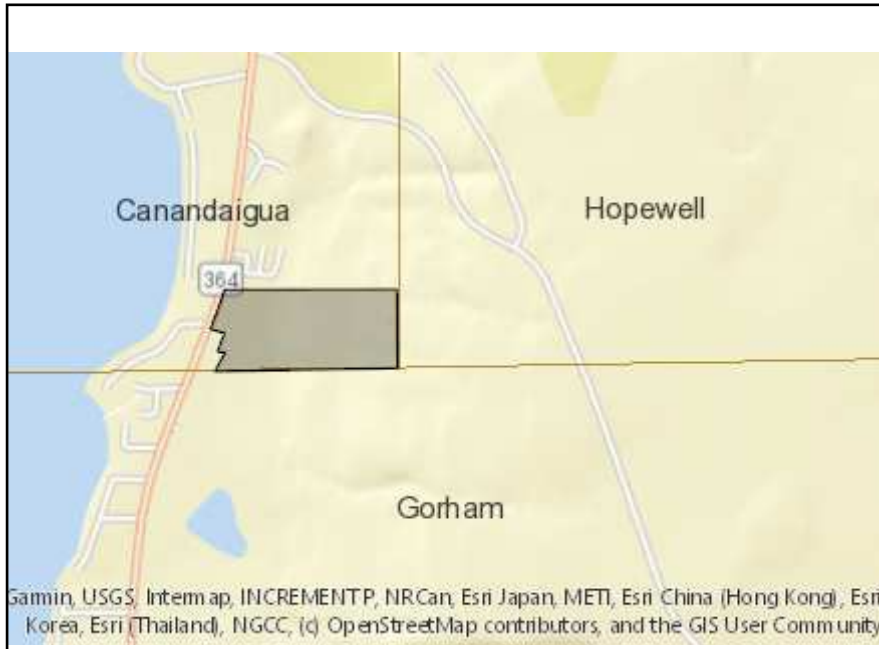 Canandaigua
Hopewell
364
Gorham
Garmin, USGS, Intermap, INCREMENT P, NRCan, Esri Japan, METI, Esri China (Hong Kong), Esri
Korea, Esri (Thailand), NGCC, (c) OpenStreetMap contributors, and the GIS User Community